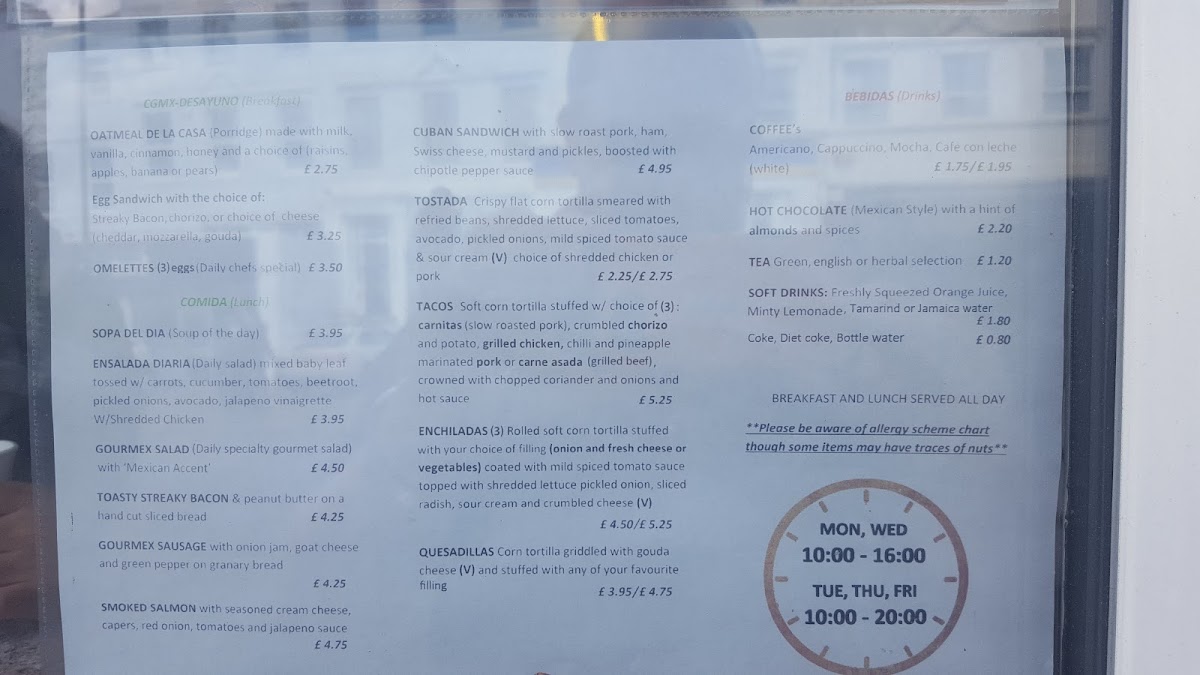 CGMX-DESAYUNO (Breakfast)
OATMEAL DE LA CASA (Porridge) made with milk,
vanilla, cinnamon, honey and a choice of (raisins,
apples, banana or pears) £ 2.75
Egg Sandwich with the choice of:
Streaky Bacon, chorizo, or choice of cheese
(cheddar, mozzarella, gouda) £ 3.25
OMELETTES (3) eggs (Daily chefs special) £ 3.50
COMIDA (Lunch)
SOPA DEL DIA (Soup of the day) £ 3.95
ENSALADA DIARIA (Daily salad) mixed baby leaf
tossed w/ carrots, cucumber, tomatoes, beetroot,
pickled onions, avocado, jalapeno vinaigrette
W/Shredded Chicken £ 3.95
GOURMEX SALAD (Daily specialty gourmet salad)
with 'Mexican Accent' £ 4.50
TOASTY STREAKY BACON & peanut butter on a
hand cut sliced bread £ 4.25
GOURMEX SAUSAGE with onion jam, goat cheese
and green pepper on granary bread
£ 4.25
SMOKED SALMON with seasoned cream cheese,
capers, red onion, tomatoes and jalapeno sauce
£ 4.75
CUBAN SANDWICH with slow roast pork, ham,
Swiss cheese, mustard and pickles, boosted with
chipotle pepper sauce £ 4.95
TOSTADA Crispy flat corn tortilla smeared with
refried beans, shredded lettuce, sliced tomatoes,
avocado, pickled onions, mild spiced tomato sauce
& sour cream (V) choice of shredded chicken or
pork £ 2.25/£ 2.75
TACOS Soft corn tortilla stuffed w/ choice of (3) :
carnitas (slow roasted pork), crumbled chorizo
and potato, grilled chicken, chilli and pineapple
marinated pork or carne asada (grilled beef),
crowned with chopped coriander and onions and
hot sauce £ 5.25
ENCHILADAS (3) Rolled soft corn tortilla stuffed
with your choice of filling (onion and fresh cheese or
vegetables) coated with mild spiced tomato sauce
topped with shredded lettuce pickled onion, sliced
radish, sour cream and crumbled cheese (V)
£ 4.50/£ 5.25
QUESADILLAS Corn tortilla griddled with gouda
cheese (V) and stuffed with any of your favourite
filling £ 3.95/£ 4.75
BEBIDAS (Drinks)
COFFEE's
Americano, Cappuccino, Mocha, Café con leche
(white) £ 1.75/£ 1.95
HOT CHOCOLATE (Mexican Style) with a hint of
almonds and spices £ 2.20
TEA Green, english or herbal selection £ 1.20
SOFT DRINKS: Freshly Squeezed Orange Juice,
Minty Lemonade, Tamarind or Jamaica water
£ 1.80
Coke, Diet coke, Bottle water £ 0.80
BREAKFAST AND LUNCH SERVED ALL DAY
**Please be aware of allergy scheme chart
though some items may have traces of nuts**
MON, WED
10:00 - 16:00
TUE, THU, FRI
10:00 - 20:00